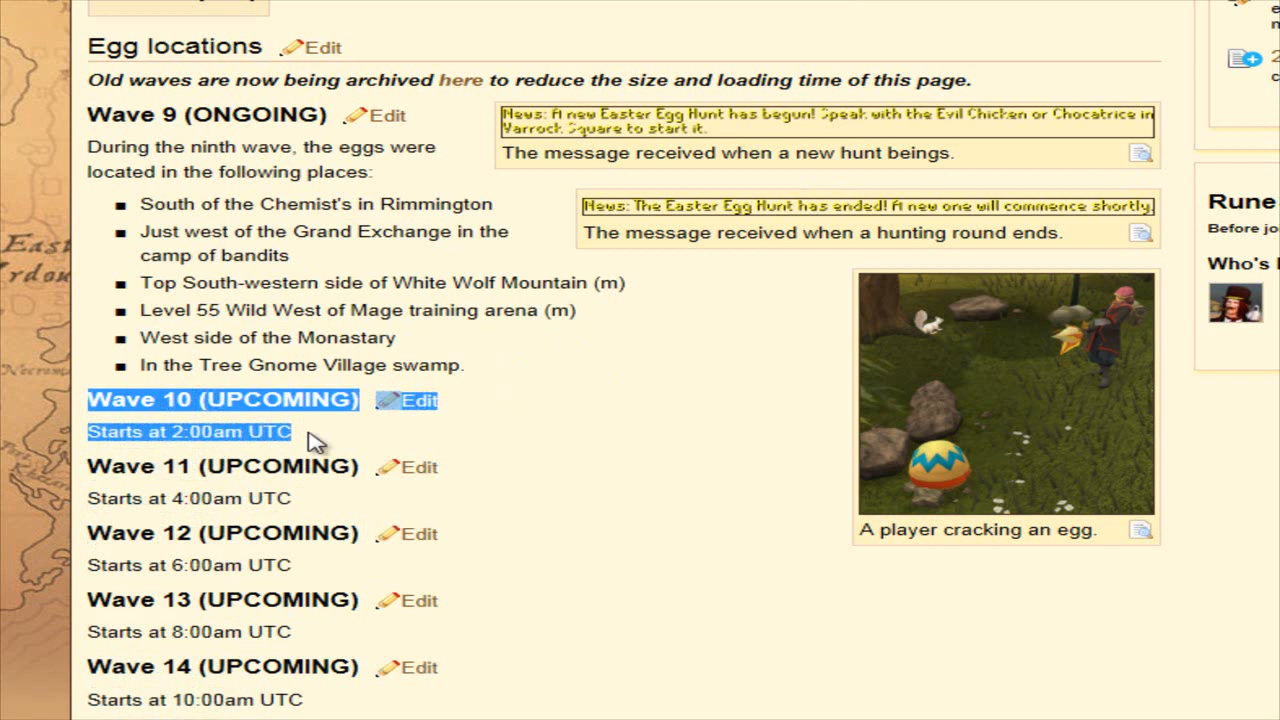 Egg locations Edit
Old waves are now being archived here to reduce the size and loading time of this page.
Wave 9 (ONGOING) Edit
During the ninth wave, the eggs were
located in the following places:
South of the Chemist's in Rimmington
Just west of the Grand Exchange in the
camp of bandits
Top South-western side of White Wolf Mountain (m)
Level 55 Wild West of Mage training arena (m)
West side of the Monastary
In the Tree Gnome Village swamp.
News: A new Easter Egg Hunt has begun! Speak with the Evil Chicken or Chocatrice in
Varrock Square to start it.
The message received when a new hunt beings.
News: The Easter Egg Hunt has ended! A new one will commence shortly.
The message received when a hunting round ends.
A player cracking an egg.
Wave 10 (UPCOMING) Edit
Starts at 2:00am UTC
Wave 11 (UPCOMING) Edit
Starts at 4:00am UTC
Wave 12 (UPCOMING) Edit
Starts at 6:00am UTC
Wave 13 (UPCOMING) Edit
Starts at 8:00am UTC
Wave 14 (UPCOMING) Edit
Starts at 10:00am UTC
Rune
Before jo
Who's
East